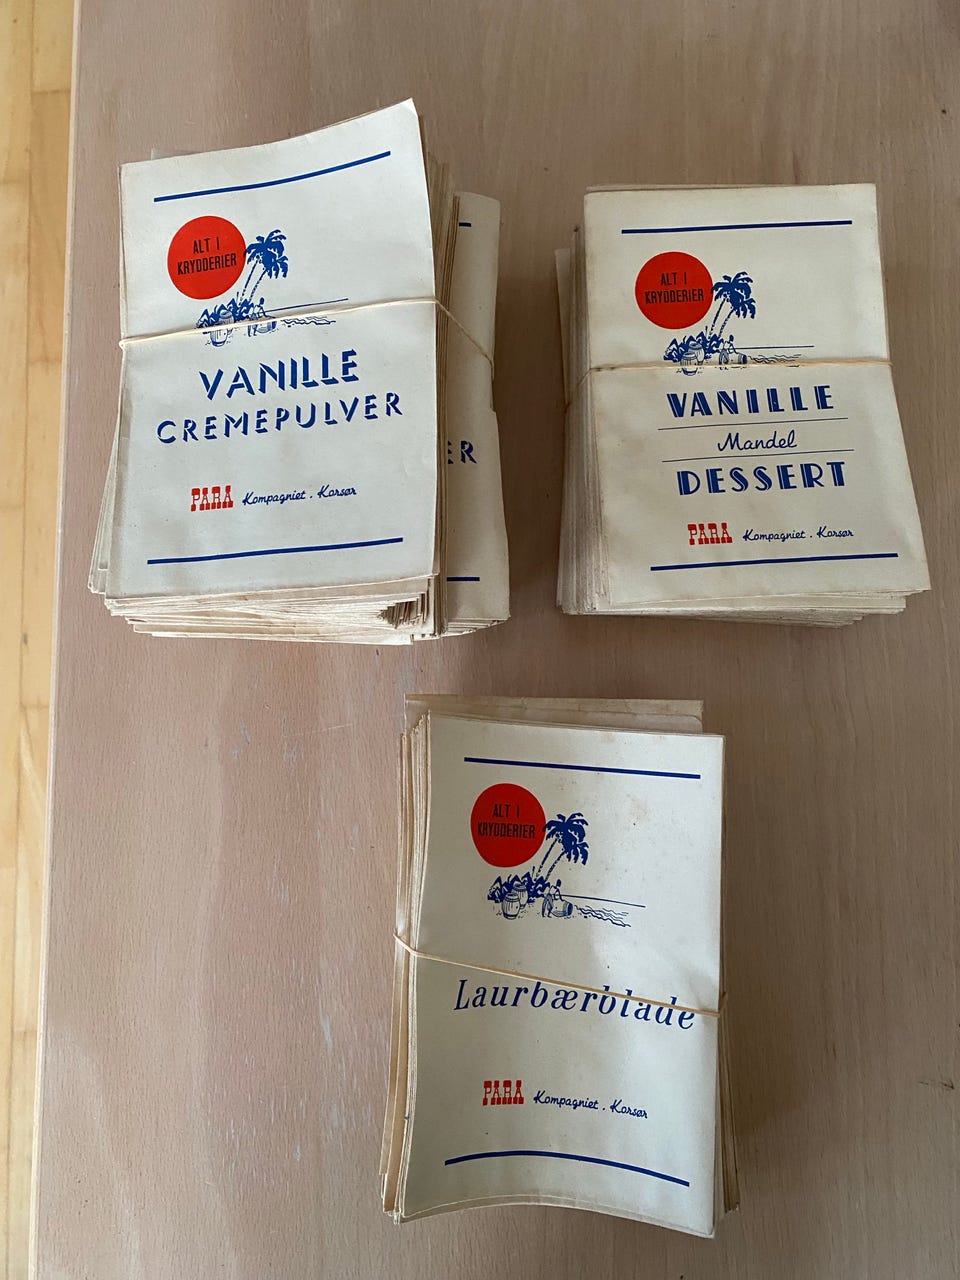 ALT I
KRYDDERIER
VANILLE
CREMEPULVER
PARA Kompagniet . Korsør
ER
ALT I
KRYDDERIER
VANILLE
Mandel
DESSERT
PARA Kompagniet . Korsør
ALT I
KRYDDERIER
Laurbærblade
PARA Kompagniet . Korsør